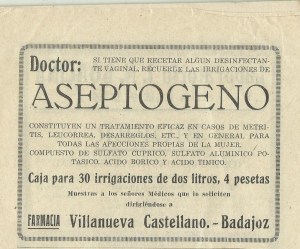 Doctor: SI TIENE QUE RECETAR ALGUN DESINFECTAN-
TE VAGINAL, RECUERDE LAS IRRIGACIONES DE
ASEPTOGENO
CONSTITUYEN UN TRATAMIENTO EFICAZ EN CASOS DE METRI-
TIS, LEUCORREA, DESARREGLOS, ETC., Y EN GENERAL PARA
TODAS LAS AFECCIONES PROPIAS DE LA MUJER.
COMPUESTO DE SULFATO CUPRICO, SULFATO ALUMINICO PO-
TASICO, ACIDO BORICO Y ACIDO TIMICO.
Caja para 30 irrigaciones de dos litros, 4 pesetas
Muestras a los señores Médicos que lo soliciten
dirigiéndose a
FARMACIA Villanueva Castellano.-Badajoz